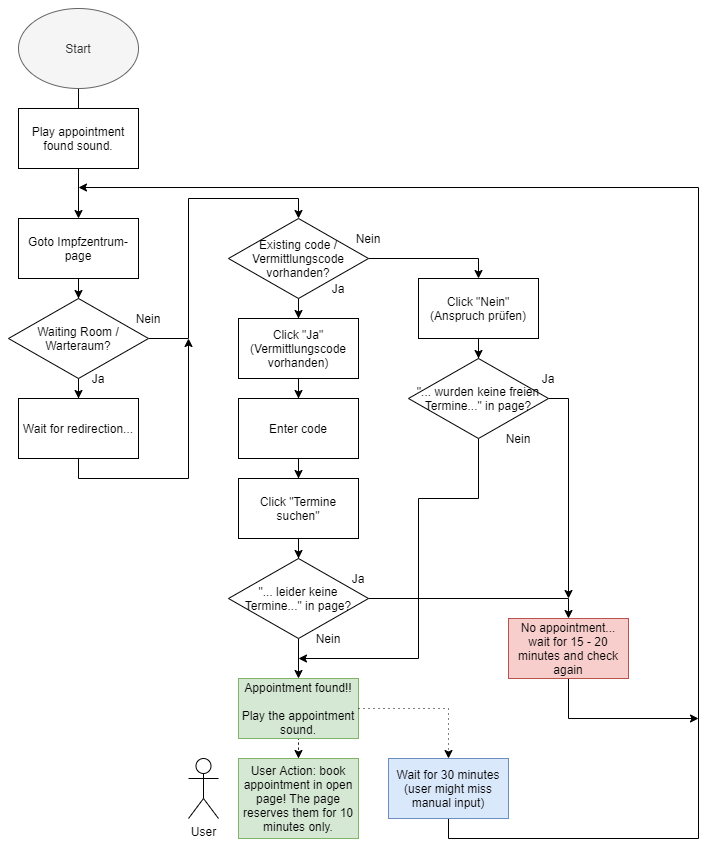 Start
Play appointment
found sound.
Goto Impfzentrum-
page
Waiting Room /
Warteraum?
Nein
Ja
Wait for redirection...
Existing code /
Vermittlungscode
vorhanden?
Nein
Ja
Click "Ja"
(Vermittlungscode
vorhanden)
Enter code
Click "Termine
suchen"
"... leider keine
Termine..." in page?
Ja
Nein
Click "Nein"
(Anspruch prüfen)
"... wurden keine freien
Termine..." in page?
Ja
Nein
No appointment...
wait for 15 - 20
minutes and check
again
Appointment found!!
Play the appointment
sound.
User
User Action: book
appointment in open
page! The page
reserves them for 10
minutes only.
Wait for 30 minutes
(user might miss
manual input)